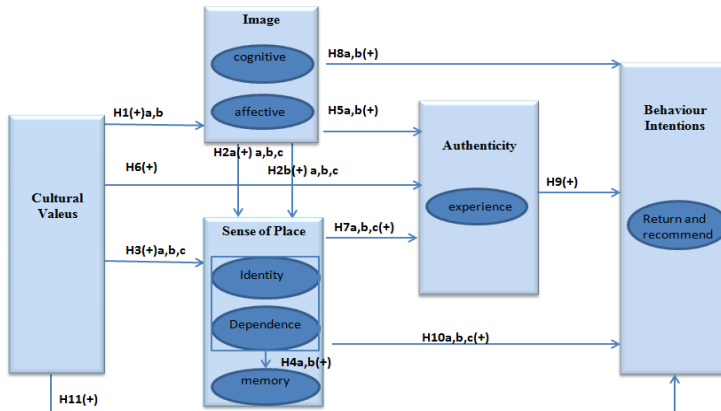 Image
cognitive
affective
H8a,b(+)
H5a,b(+)
H1(+)a,b
H2a(+) a,b,c
H2b(+) a,b,c
H6(+)
Cultural
Valeus
H3(+)a,b,c
Sense of Place
Identity
Dependence
H4a,b(+)
memory
H7a,b,c(+)
Authenticity
experience
H9(+)
H10a,b,c(+)
Behaviour
Intentions
Return and
recommend
H11(+)